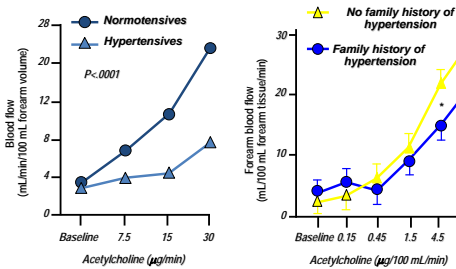 Normotensives
Hypertensives
P<.0001
Blood flow
(mL/min/100 mL forearm volume)
28
20
16
8
4
0
Baseline 7.5 15 30
Acetylcholine (µg/min)
No family history of
hypertension
Family history of
hypertension
Forearm blood flow
(mL/100 mL forearm tissue/min)
30
20
10
0
*
Baseline 0.15 0.45 1.5 4.5
Acetylcholine (µg/100 mL/min)